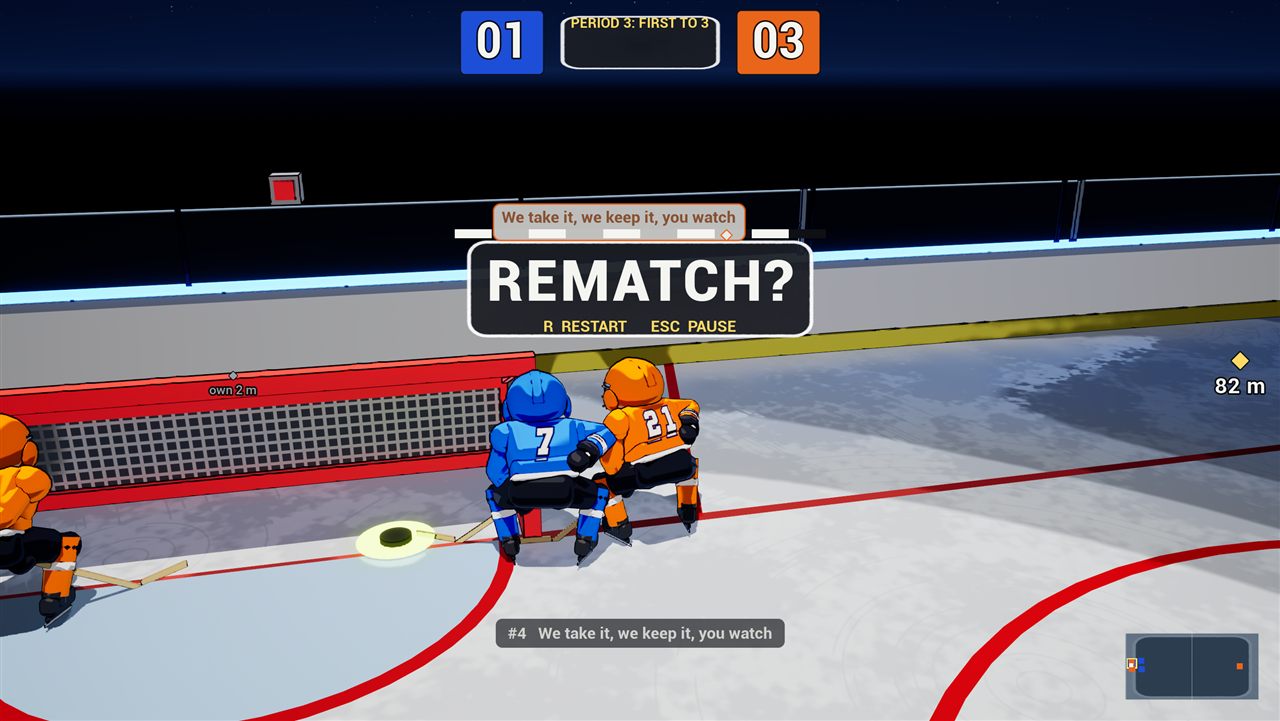 01
PERIOD 3: FIRST TO 3
03
We take it, we keep it, you watch
REMATCH?
R RESTART ESC PAUSE
own 2 m
82 m
7
21
#4 We take it, we keep it, you watch